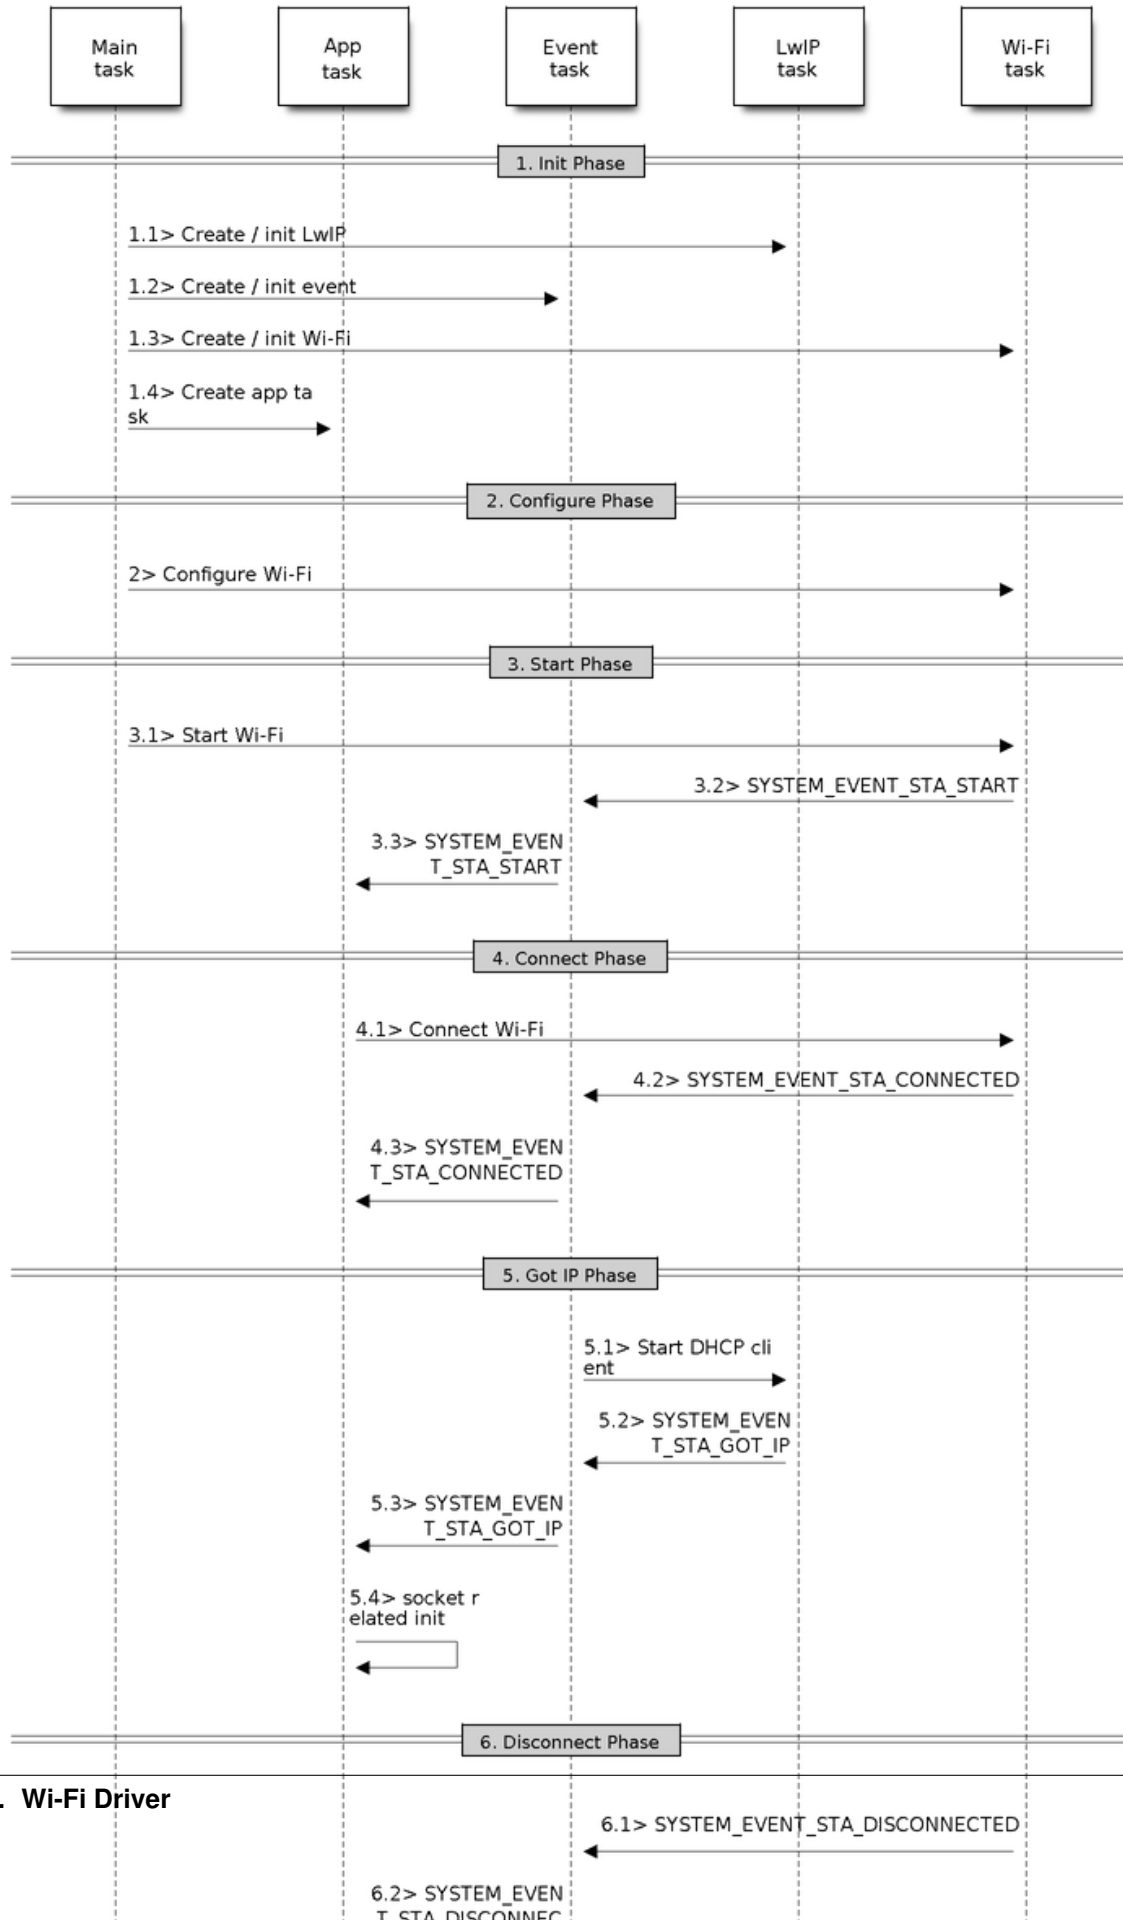 Main
task
App
task
Event
task
LwIP
task
Wi-Fi
task
1. Init Phase
1.1> Create / init LwIP
1.2> Create / init event
1.3> Create / init Wi-Fi
1.4> Create app ta
sk
2. Configure Phase
2> Configure Wi-Fi
3. Start Phase
3.1> Start Wi-Fi
3.2> SYSTEM_EVENT_STA_START
3.3> SYSTEM_EVEN
T_STA_START
4. Connect Phase
4.1> Connect Wi-Fi
4.2> SYSTEM_EVENT_STA_CONNECTED
4.3> SYSTEM_EVEN
T_STA_CONNECTED
5. Got IP Phase
5.1> Start DHCP cli
ent
5.2> SYSTEM_EVEN
T_STA_GOT_IP
5.3> SYSTEM_EVEN
T_STA_GOT_IP
5.4> socket r
elated init
6. Disconnect Phase
. Wi-Fi Driver
6.1> SYSTEM_EVENT_STA_DISCONNECTED
6.2> SYSTEM_EVEN
T_STA_DISCONNEC